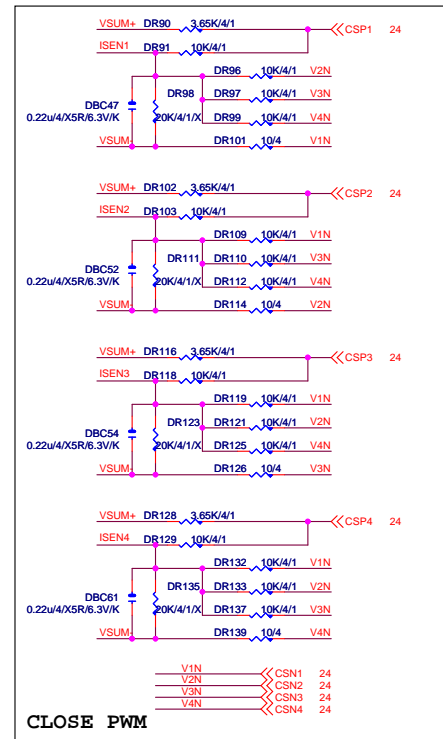 VSUM+ DR90 3.65K/4/1 CSP1 24
ISEN1 DR91 10K/4/1
DR96 10K/4/1 V2N
DR98 DR97 10K/4/1 V3N
DBC47
0.22u/4/X5R/6.3V/K 20K/4/1/X DR99 10K/4/1 V4N
VSUM- DR101 10/4 V1N
VSUM+ DR102 3.65K/4/1 CSP2 24
ISEN2 DR103 10K/4/1
DR109 10K/4/1 V1N
DR111 DR110 10K/4/1 V3N
DBC52
0.22u/4/X5R/6.3V/K 20K/4/1/X DR112 10K/4/1 V4N
VSUM- DR114 10/4 V2N
VSUM+ DR116 3.65K/4/1 CSP3 24
ISEN3 DR118 10K/4/1
DR119 10K/4/1 V1N
DR123 DR121 10K/4/1 V2N
DBC54
0.22u/4/X5R/6.3V/K 20K/4/1/X DR125 10K/4/1 V4N
VSUM- DR126 10/4 V3N
VSUM+ DR128 3.65K/4/1 CSP4 24
ISEN4 DR129 10K/4/1
DR132 10K/4/1 V1N
DR135 DR133 10K/4/1 V2N
DBC61
0.22u/4/X5R/6.3V/K 20K/4/1/X DR137 10K/4/1 V3N
VSUM- DR139 10/4 V4N
V1N CSN1 24
V2N CSN2 24
V3N CSN3 24
V4N CSN4 24
CLOSE PWM